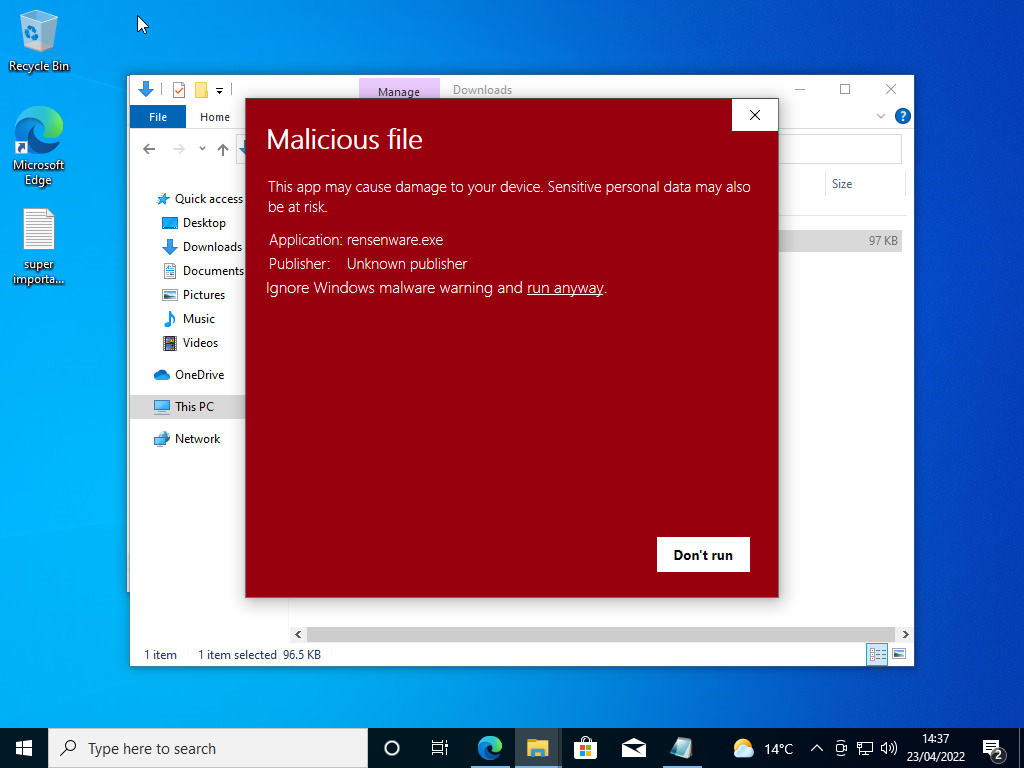 Recycle Bin
Microsoft
Edge
super
importa...
Manage
Downloads
File
Home
Size
Quick access
Desktop
Downloads
Documents
Pictures
Music
Videos
OneDrive
This PC
Network
97 KB
Malicious file
This app may cause damage to your device. Sensitive personal data may also
be at risk.
Application: rensenware.exe
Publisher: Unknown publisher
Ignore Windows malware warning and run anyway.
Don't run
1 item 1 item selected 96.5 KB
Type here to search
14°C
14:37
23/04/2022
2